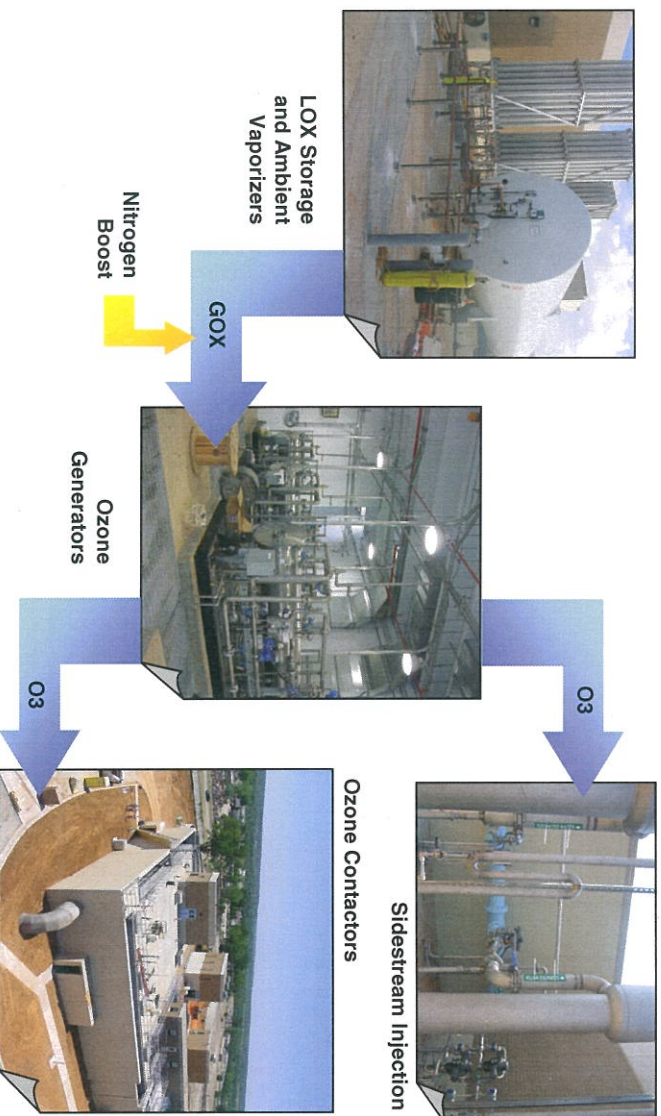 LOX Storage
and Ambient
Vaporizers
Nitrogen
Boost
GOX
Ozone
Generators
O3
O3
Sidestream Injection
Ozone Contactors